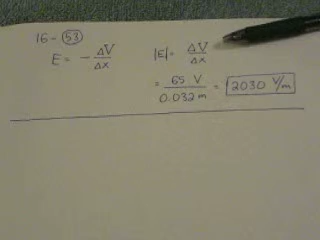 16-53
E = - ΔV/Δx |E| = ΔV/Δx
= 65 V/0.032 m = 2030 V/m